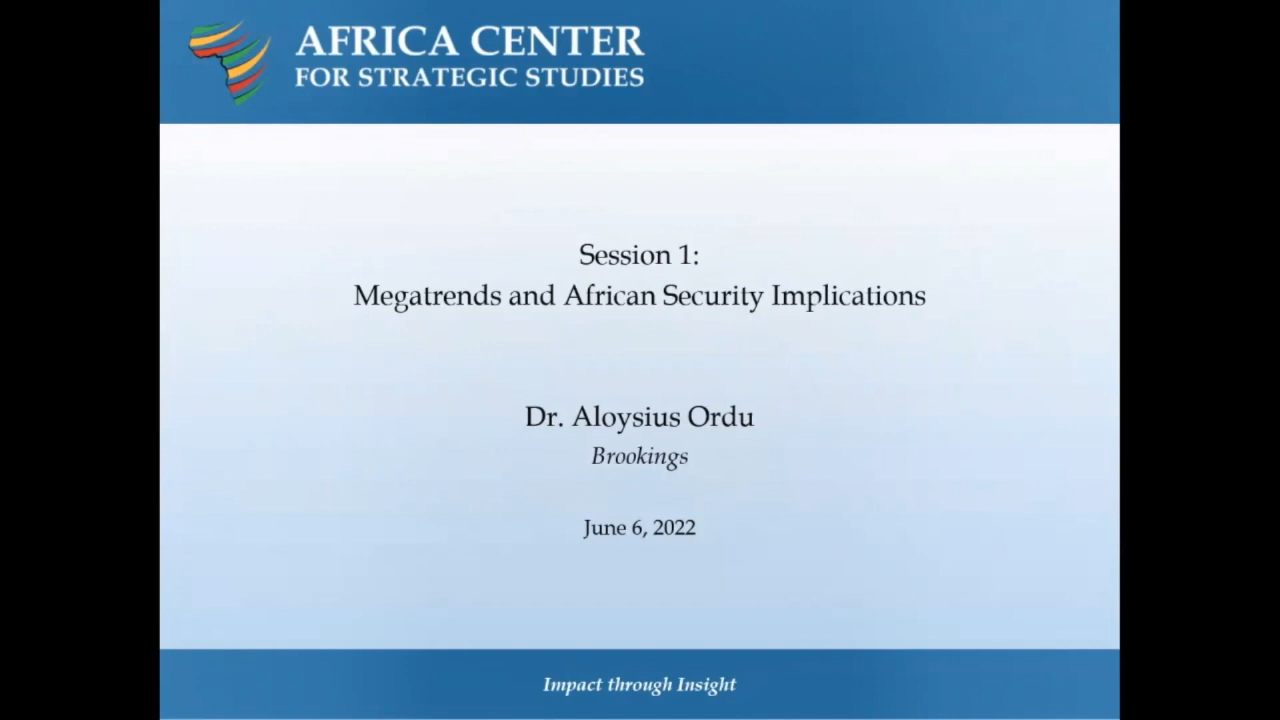 AFRICA CENTER
FOR STRATEGIC STUDIES
Session 1:
Megatrends and African Security Implications
Dr. Aloysius Ordu
Brookings
June 6, 2022
Impact through Insight